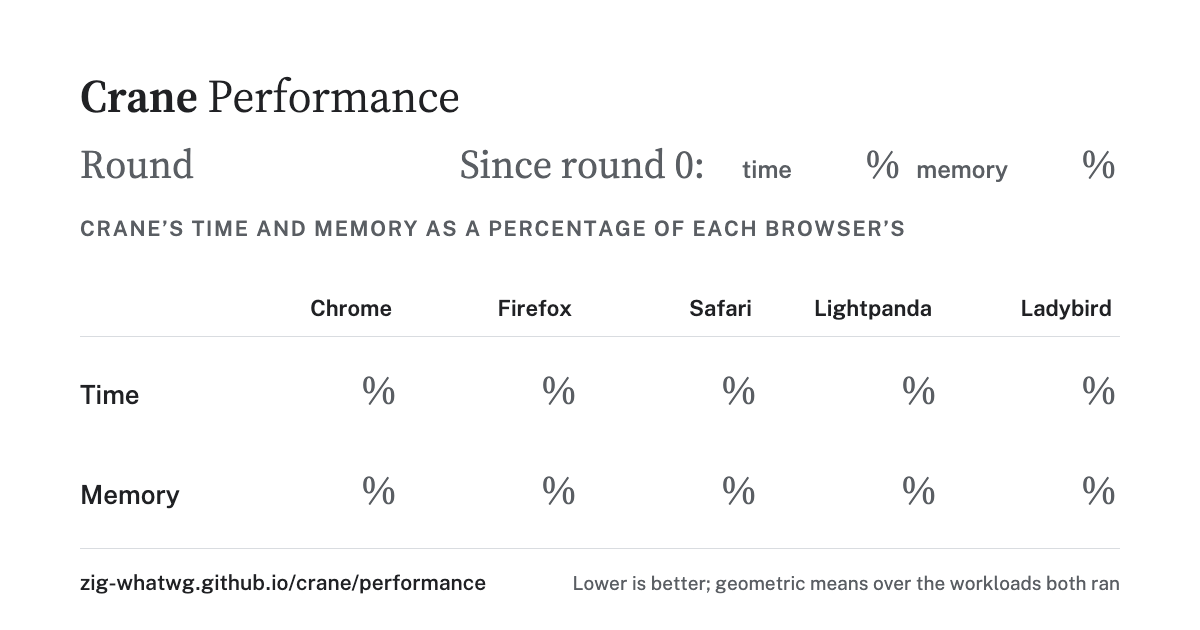 Crane Performance
Round Since round 0: time % memory %
CRANE’S TIME AND MEMORY AS A PERCENTAGE OF EACH BROWSER’S
Chrome Firefox Safari Lightpanda Ladybird
Time % % % % %
Memory % % % % %
zig-whatwg.github.io/crane/performance Lower is better; geometric means over the workloads both ran